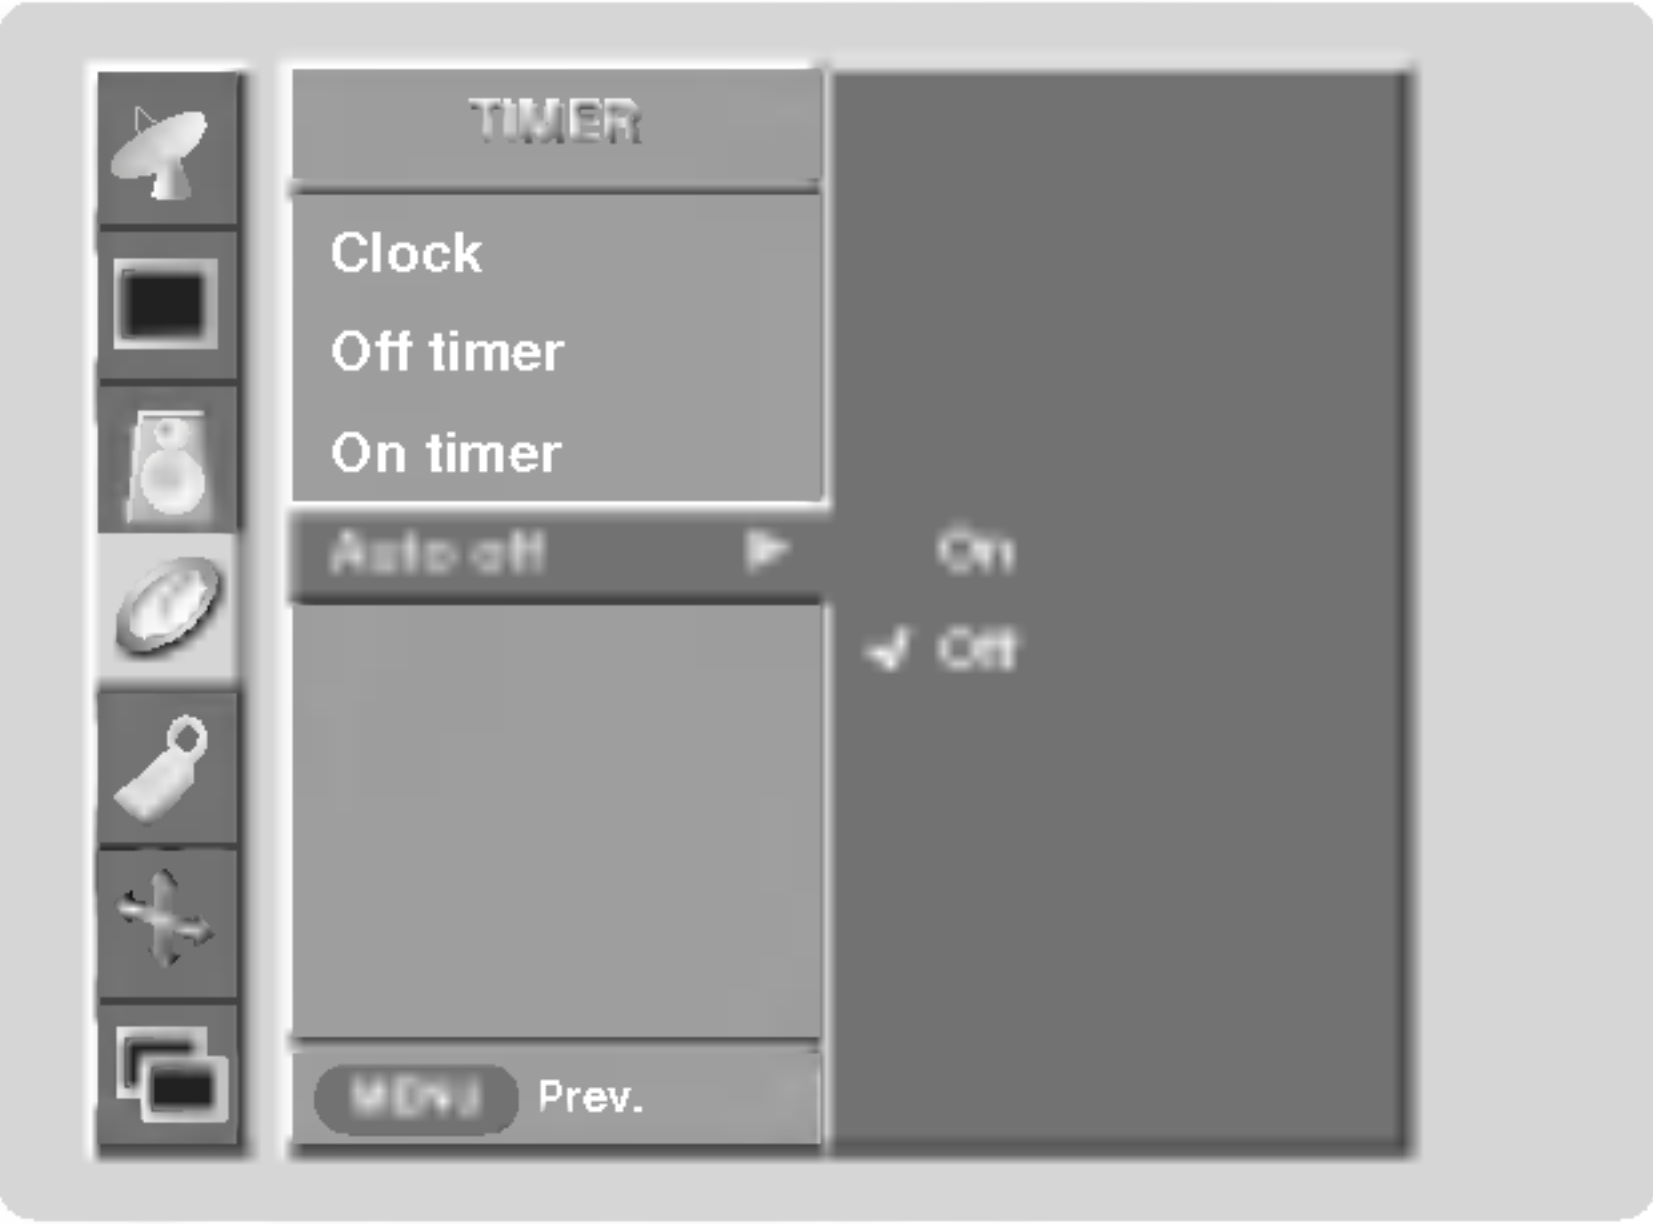 TIMER
Clock
Off timer
On timer
Auto off ▶ On
✓ Off
MENU Prev.